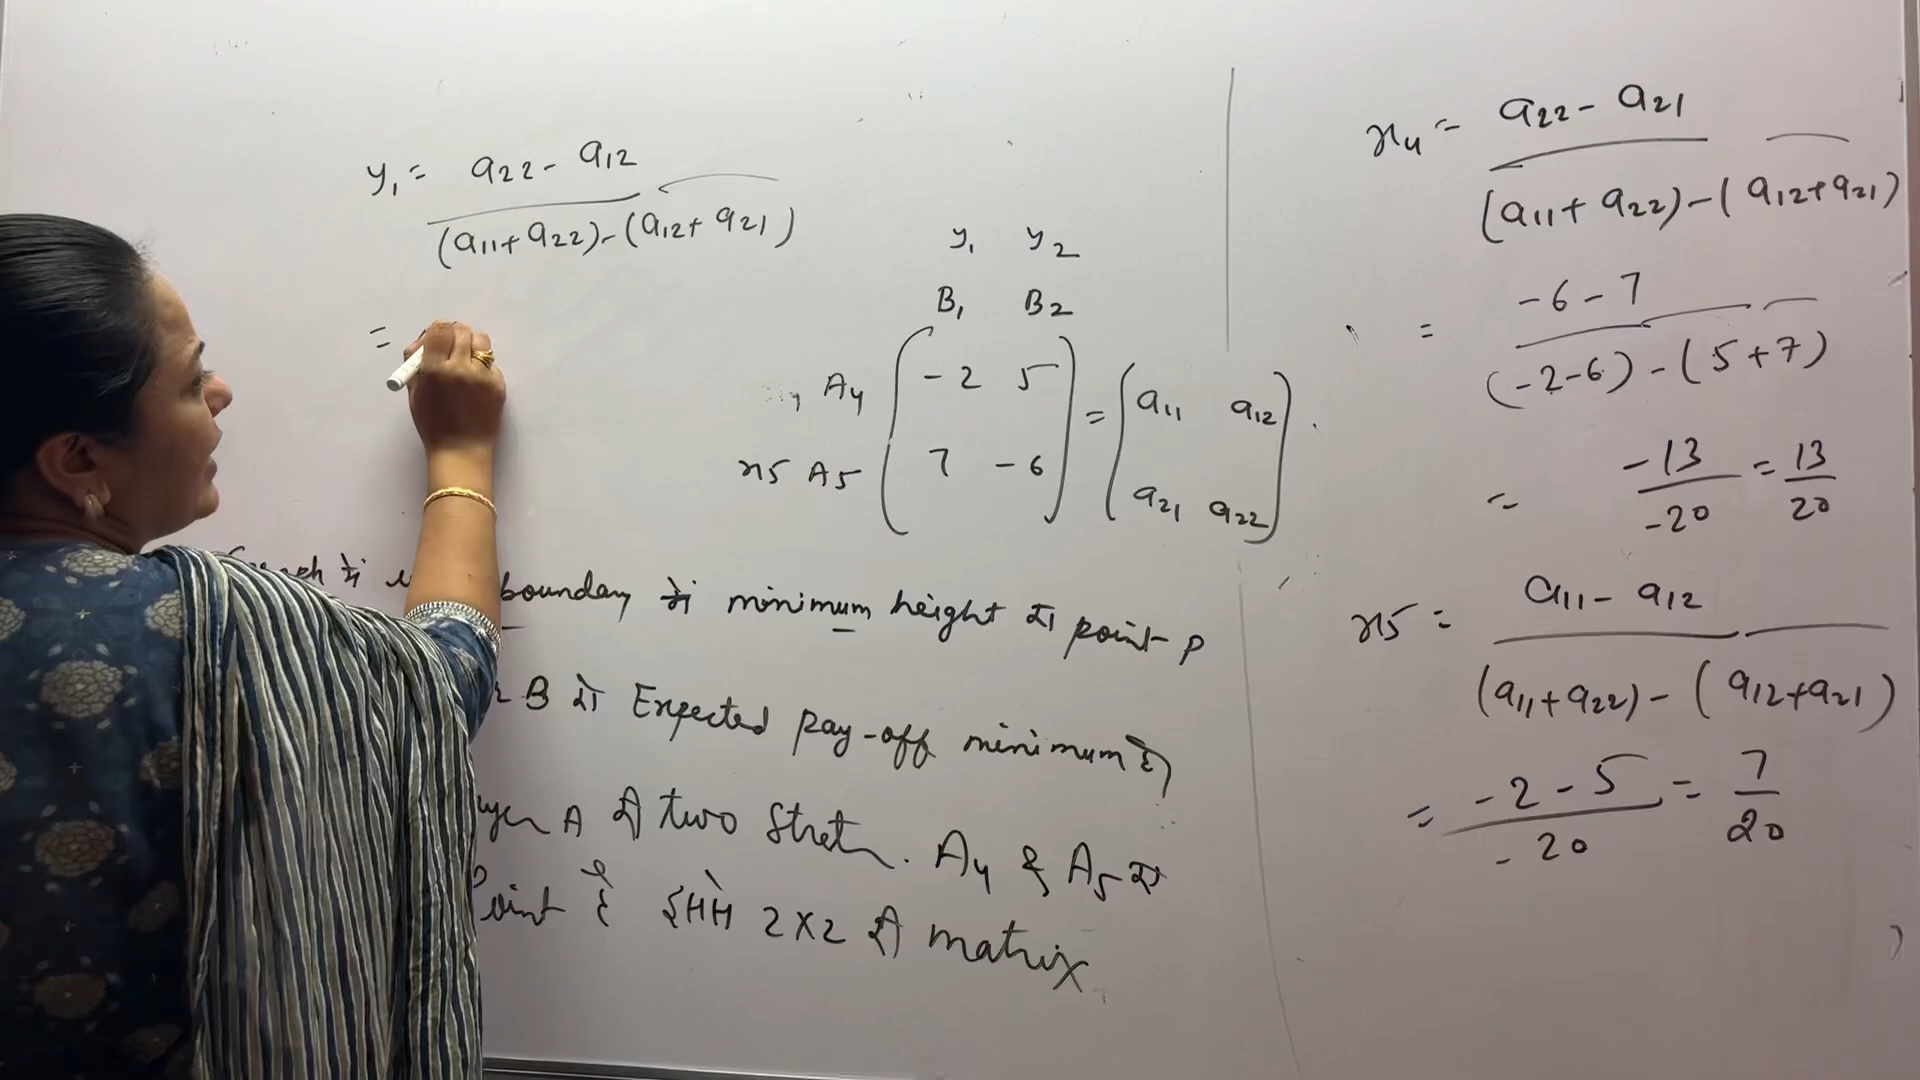 y₁ = a22 - a12
(a11 + a22) - (a12 + a21)
=
y₁ y₂
B₁ B₂
A4 -2 5 = a11 a12
x5 A5 7 -6 a21 a22
boundary में minimum height का point P
B का Expected pay-off minimum है
A की two Strat. A4 & A5 का
Point है इसमें 2x2 की matrix
x4 = a22 - a21
(a11 + a22) - (a12 + a21)
= -6 - 7
(-2-6) - (5+7)
= -13 = 13
-20 20
x5 = a11 - a12
(a11 + a22) - (a12 + a21)
= -2 - 5 = 7
-20 20